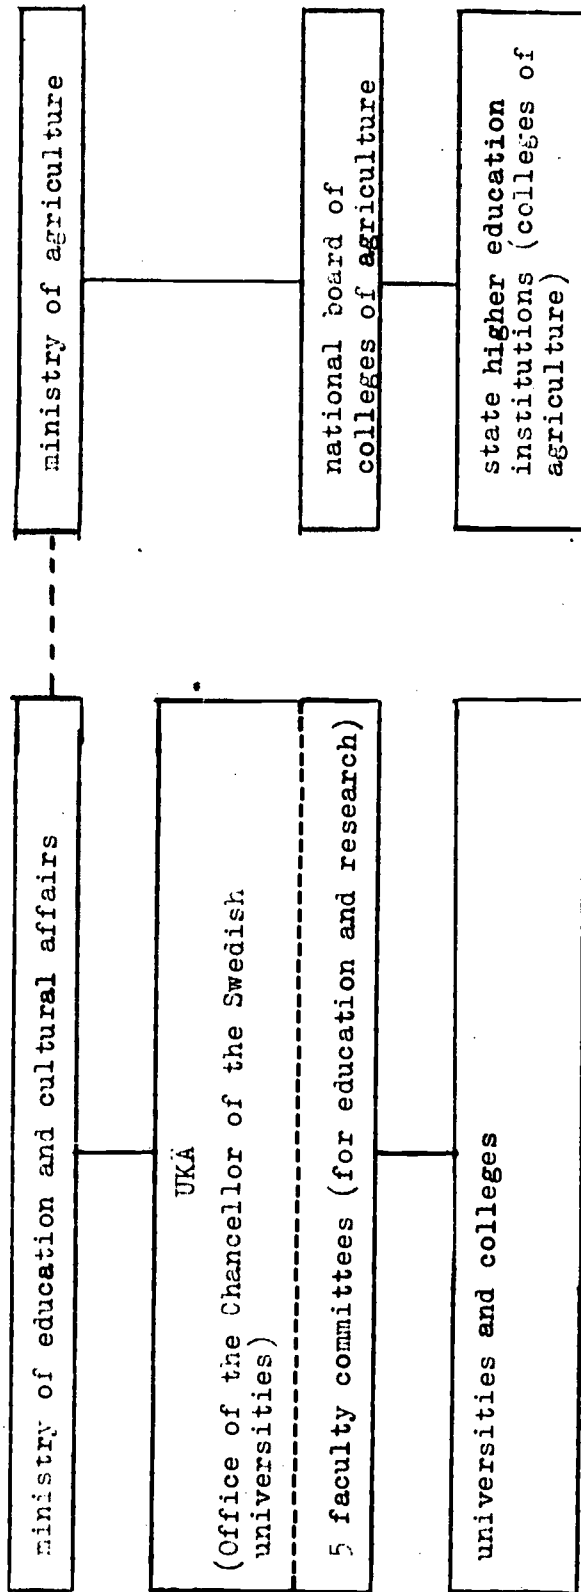 ministry of education and cultural affairs
UKÄ
(Office of the Chancellor of the Swedish
universities)
5 faculty committees (for education and research)
universities and colleges
ministry of agriculture
national board of
colleges of agriculture
state higher education
institutions (colleges of
agriculture)